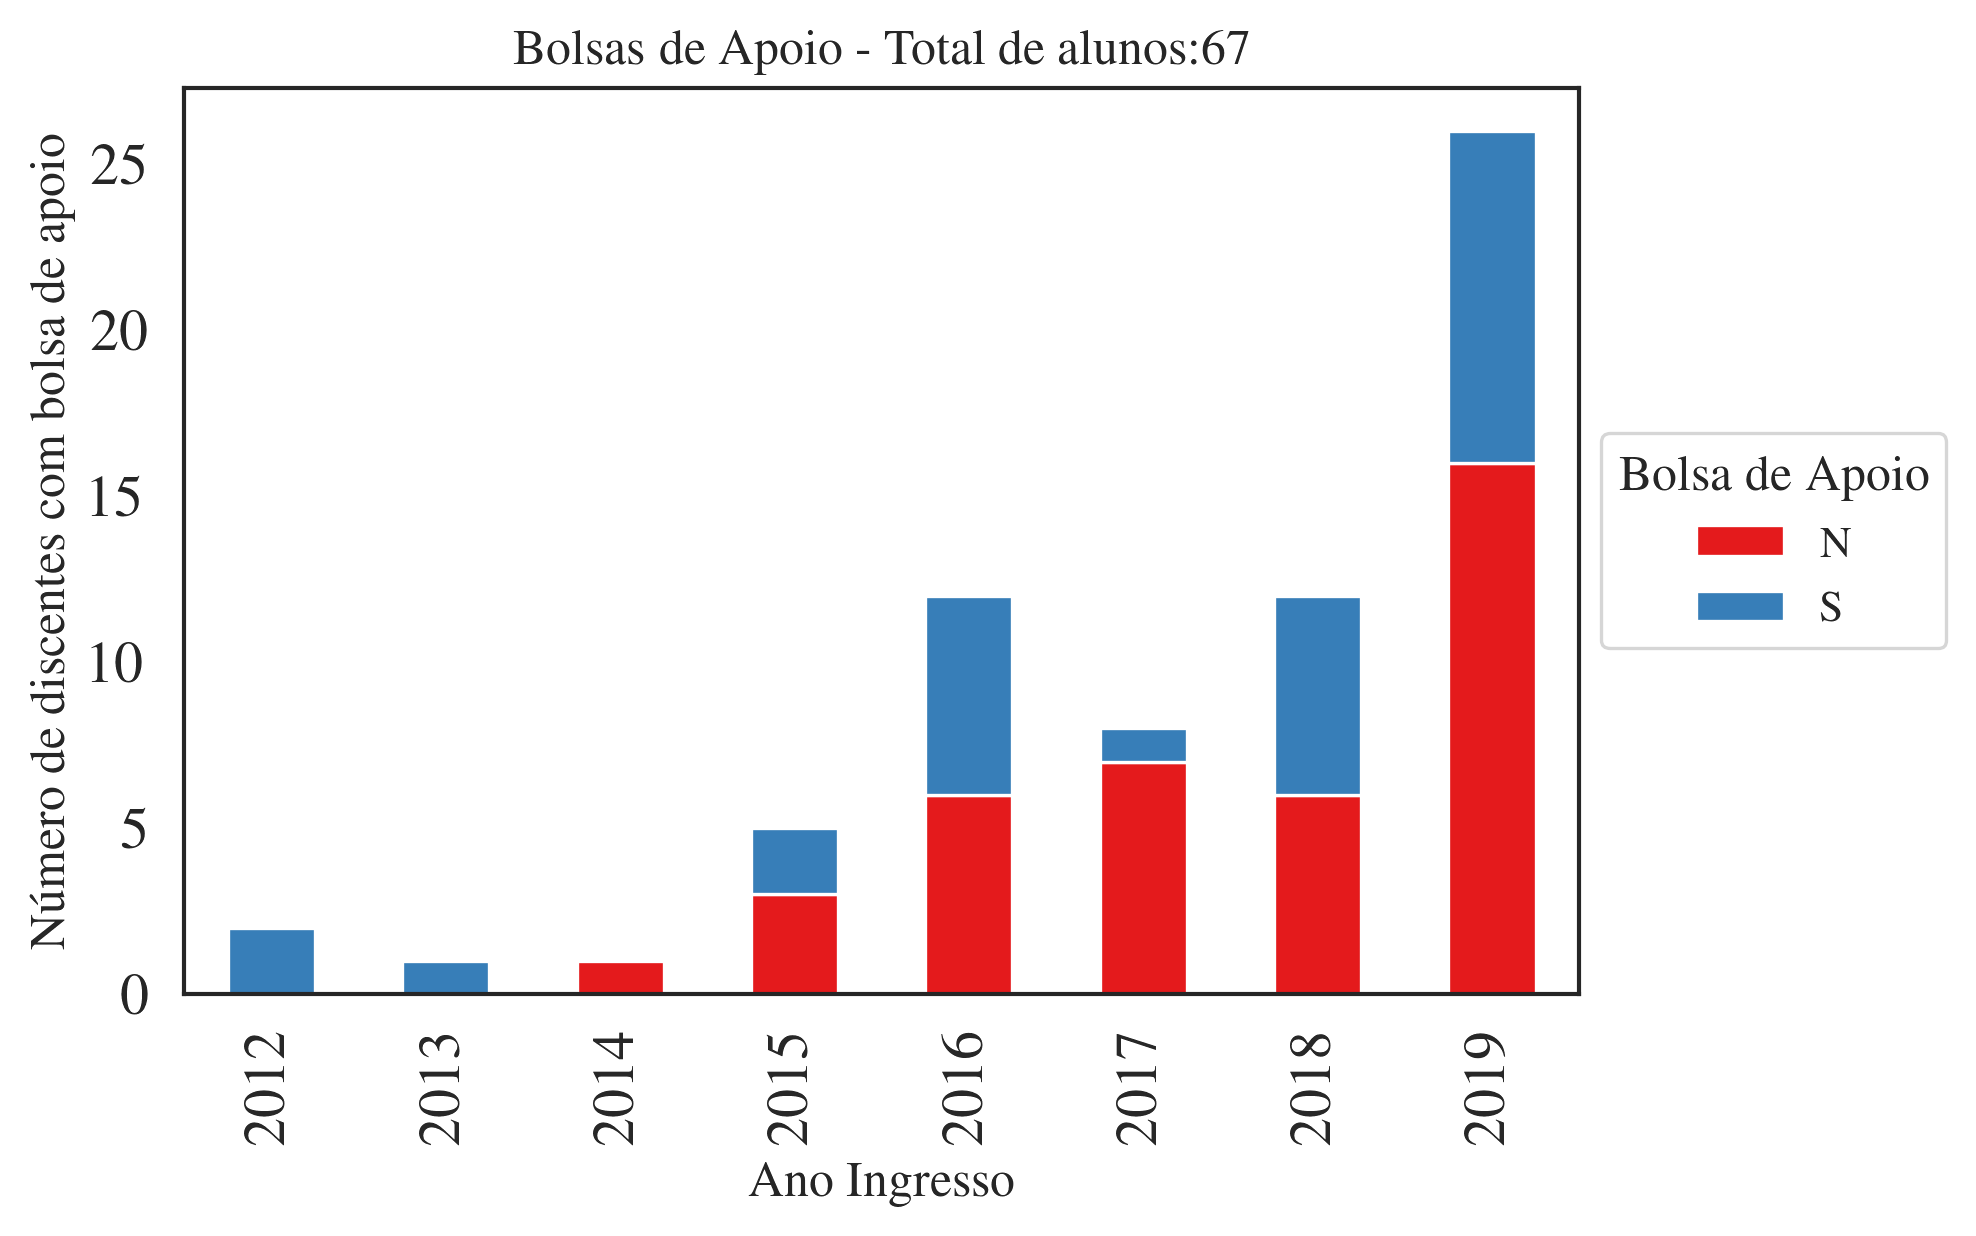 Bolsas de Apoio - Total de alunos:67
Número de discentes com bolsa de apoio
25
20
15
10
5
0
2012
2013
2014
2015
2016
2017
2018
2019
Ano Ingresso
Bolsa de Apoio
N
S